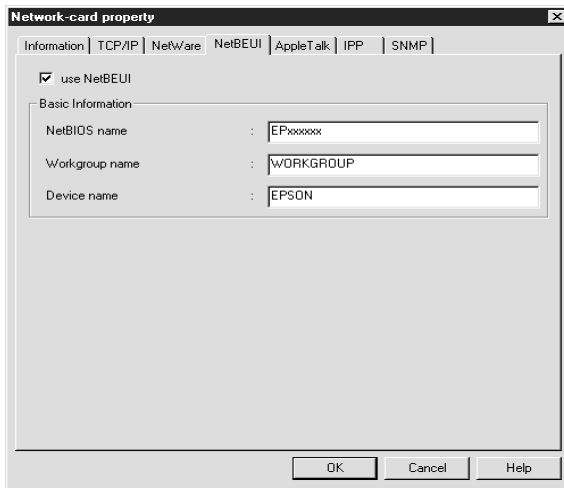 Network-card property
Information TCP/IP NetWare NetBEUI AppleTalk IPP SNMP
use NetBEUI
Basic Information
NetBIOS name : EPxxxxxx
Workgroup name : WORKGROUP
Device name : EPSON
OK Cancel Help